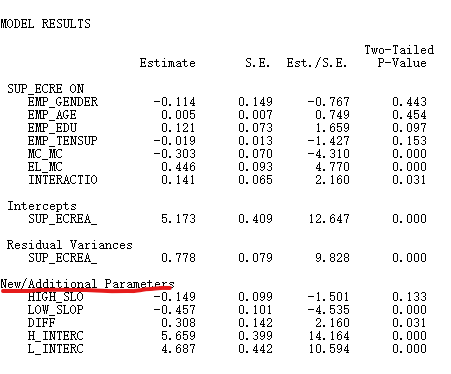 MODEL RESULTS
Two-Tailed
Estimate S.E. Est./S.E. P-Value
SUP_ECRE ON
EMP_GENDER -0.114 0.149 -0.767 0.443
EMP_AGE 0.005 0.007 0.749 0.454
EMP_EDU 0.121 0.073 1.659 0.097
EMP_TENSUP -0.019 0.013 -1.427 0.153
MC_MC -0.303 0.070 -4.310 0.000
EL_MC 0.446 0.093 4.770 0.000
INTERACTIO 0.141 0.065 2.160 0.031
Intercepts
SUP_ECREA_ 5.173 0.409 12.647 0.000
Residual Variances
SUP_ECREA_ 0.778 0.079 9.828 0.000
New/Additional Parameters
HIGH_SLO -0.149 0.099 -1.501 0.133
LOW_SLOP -0.457 0.101 -4.535 0.000
DIFF 0.308 0.142 2.160 0.031
H_INTERC 5.659 0.399 14.164 0.000
L_INTERC 4.687 0.442 10.594 0.000